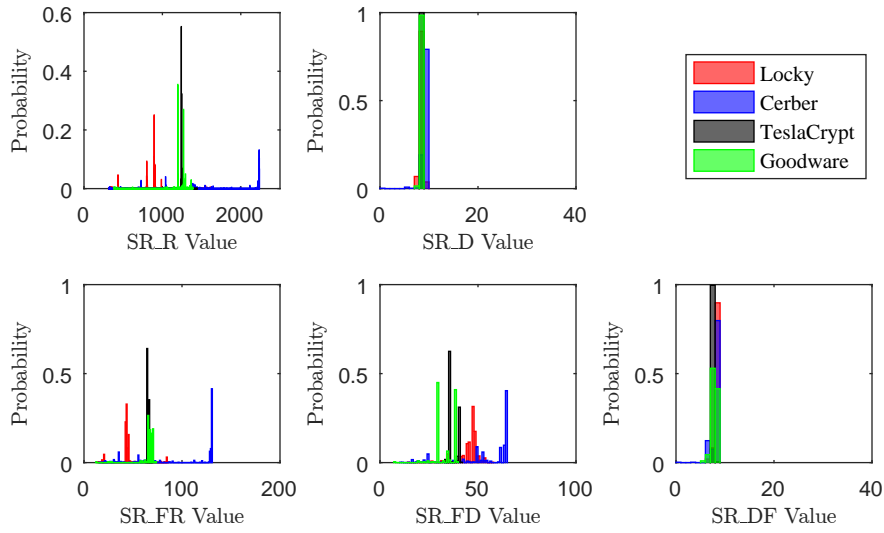 0.6
0.4
0.2
0
Probability
0 1000 2000
SR_R Value
1
0.5
0
Probability
0 20 40
SR_D Value
Locky
Cerber
TeslaCrypt
Goodware
1
0.5
0
Probability
0 100 200
SR_FR Value
1
0.5
0
Probability
0 50 100
SR_FD Value
1
0.5
0
Probability
0 20 40
SR_DF Value